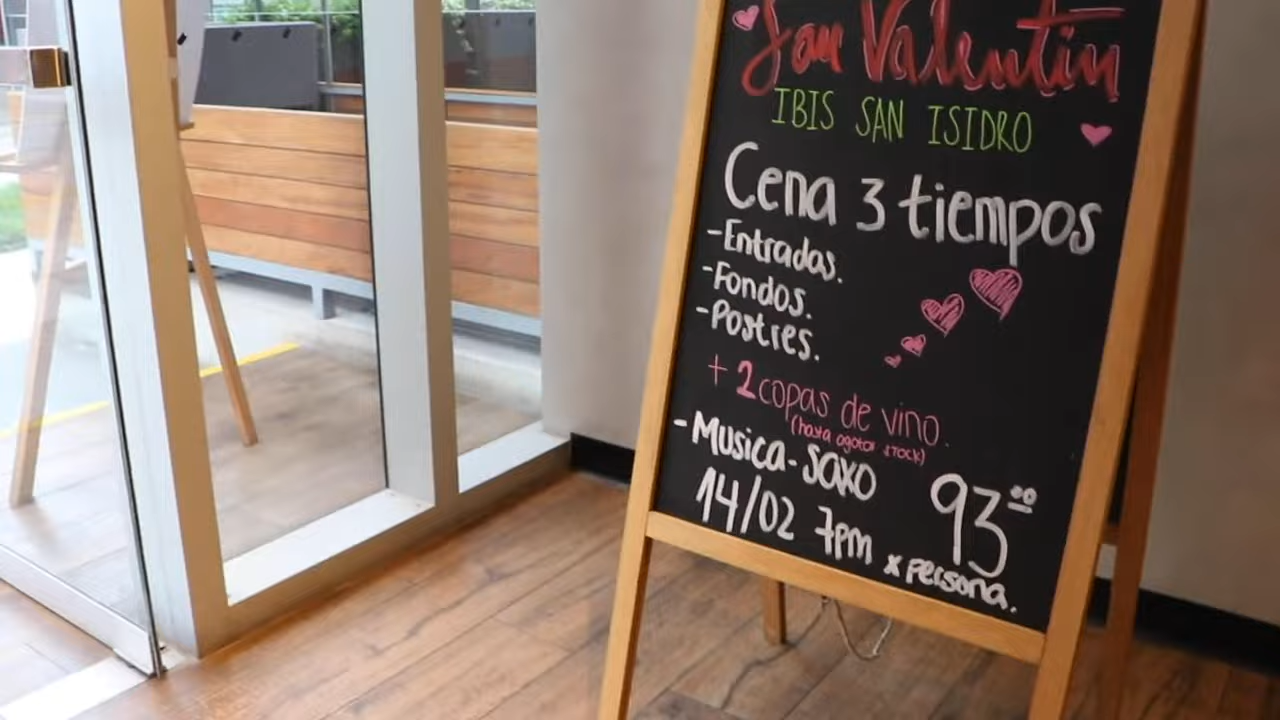 San Valentin
IBIS SAN ISIDRO
Cena 3 tiempos
-Entradas.
-Fondos.
-Postres.
+ 2 copas de vino.
(hasta agotar stock)
-Musica-Saxo
14/02 7pm
93.00
x persona.